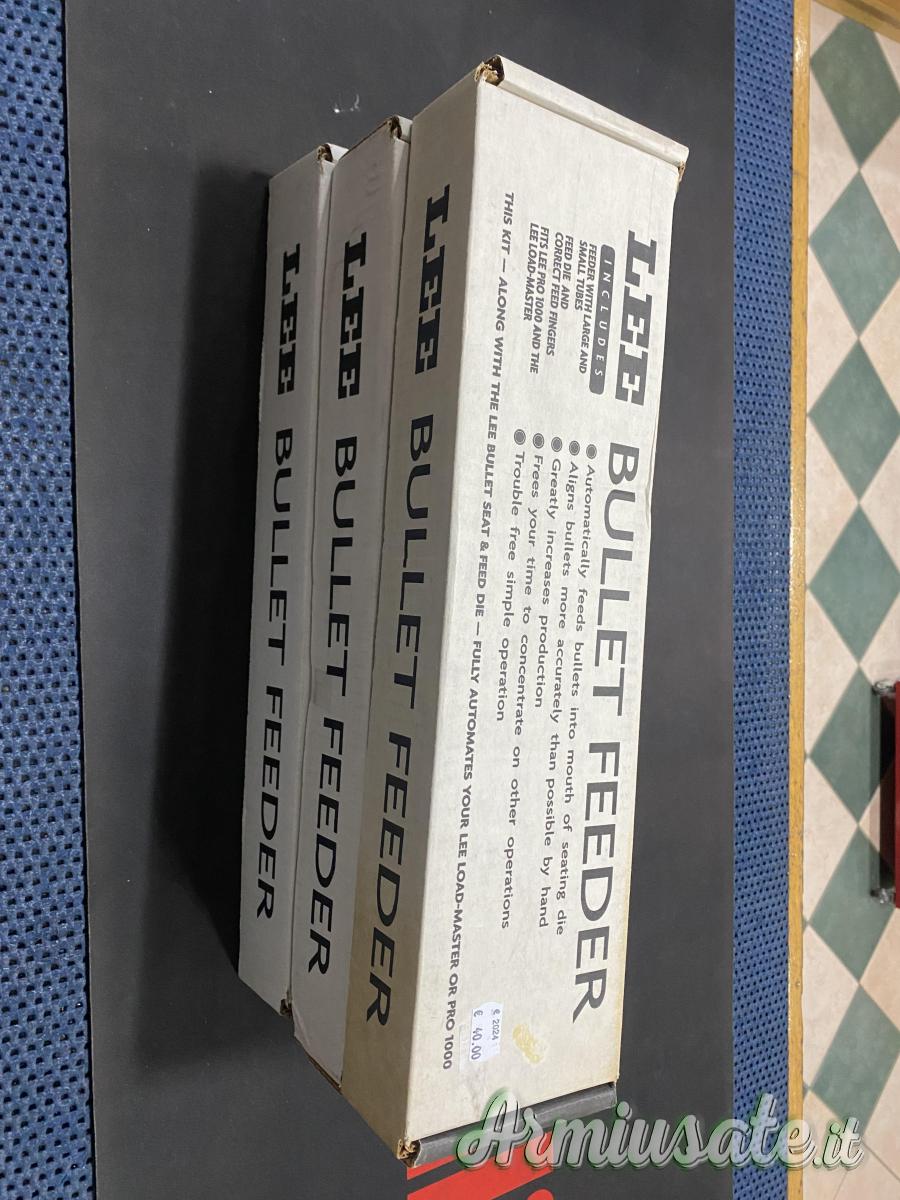 LEE BULLET FEEDER
INCLUDES
FEEDER WITH LARGE AND
SMALL TUBES
FEED DIE AND
CORRECT FEED FINGERS
FITS LEE PRO 1000 AND THE
LEE LOAD-MASTER
Automatically feeds bullets into mouth of seating die
Aligns bullets more accurately than possible by hand
Greatly increases production
Frees your time to concentrate on other operations
Trouble free simple operation
THIS KIT — ALONG WITH THE LEE BULLET SEAT & FEED DIE — FULLY AUTOMATES YOUR LEE LOAD-MASTER OR PRO 1000
€ 2024
€ 40.00
LEE BULLET FEEDER
LEE BULLET FEEDER
LEE BULLET FEEDER
Armiusate.it